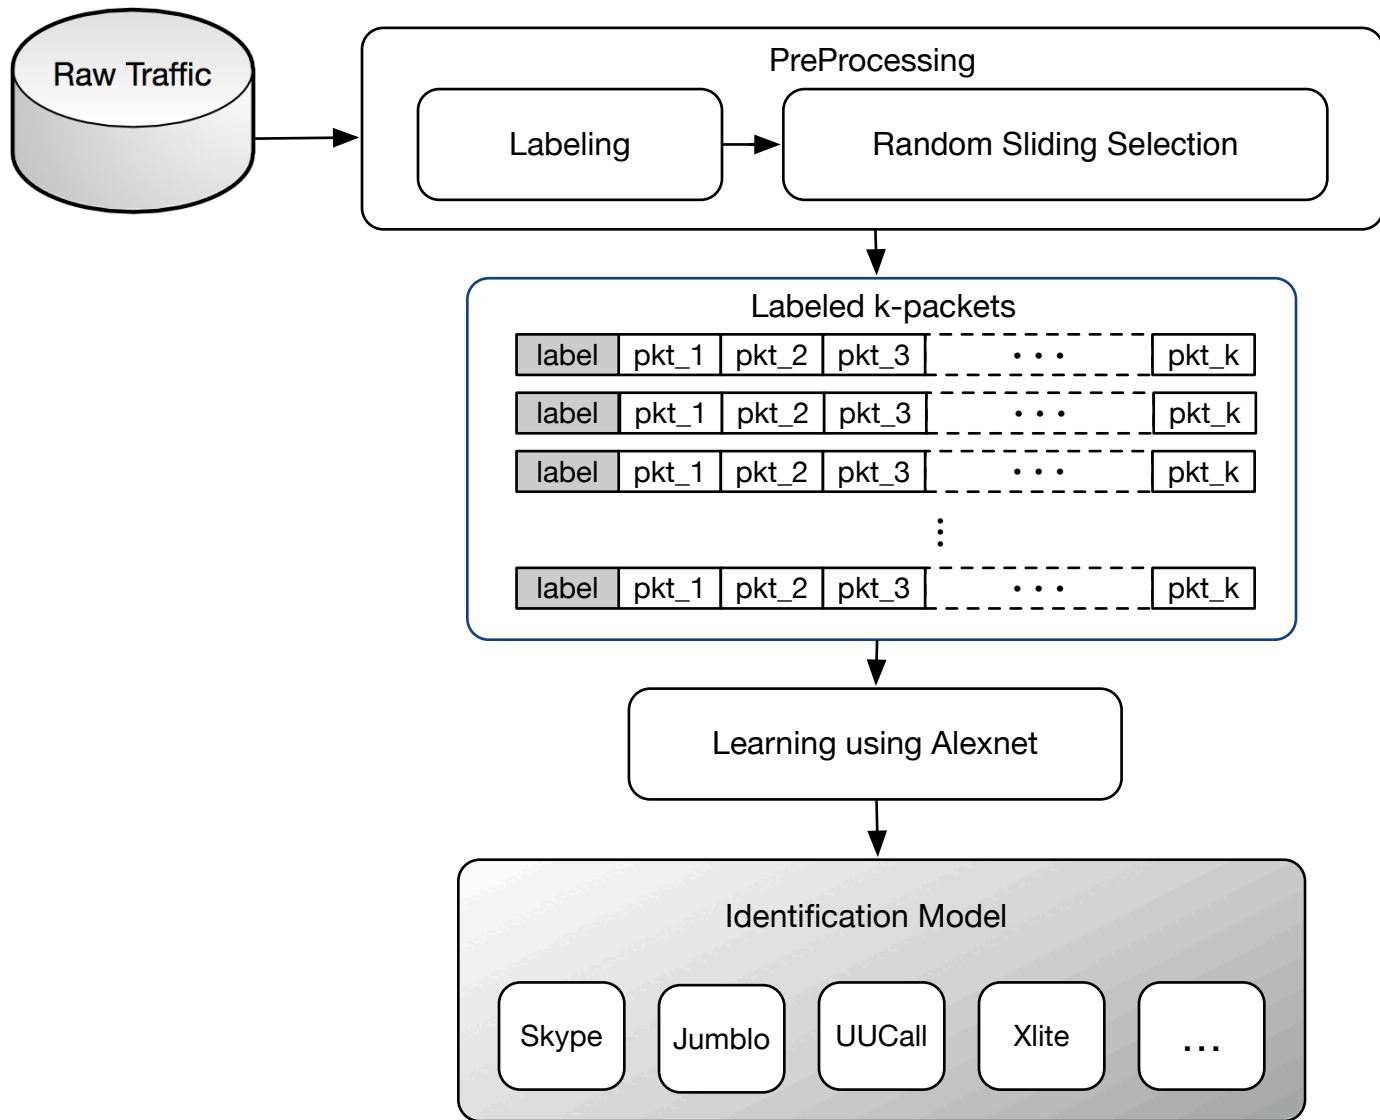 Raw Traffic
PreProcessing
Labeling
Random Sliding Selection
Labeled k-packets
label pkt_1 pkt_2 pkt_3 ... pkt_k
label pkt_1 pkt_2 pkt_3 ... pkt_k
label pkt_1 pkt_2 pkt_3 ... pkt_k
⋮
label pkt_1 pkt_2 pkt_3 ... pkt_k
Learning using Alexnet
Identification Model
Skype Jumblo UUCall Xlite ...